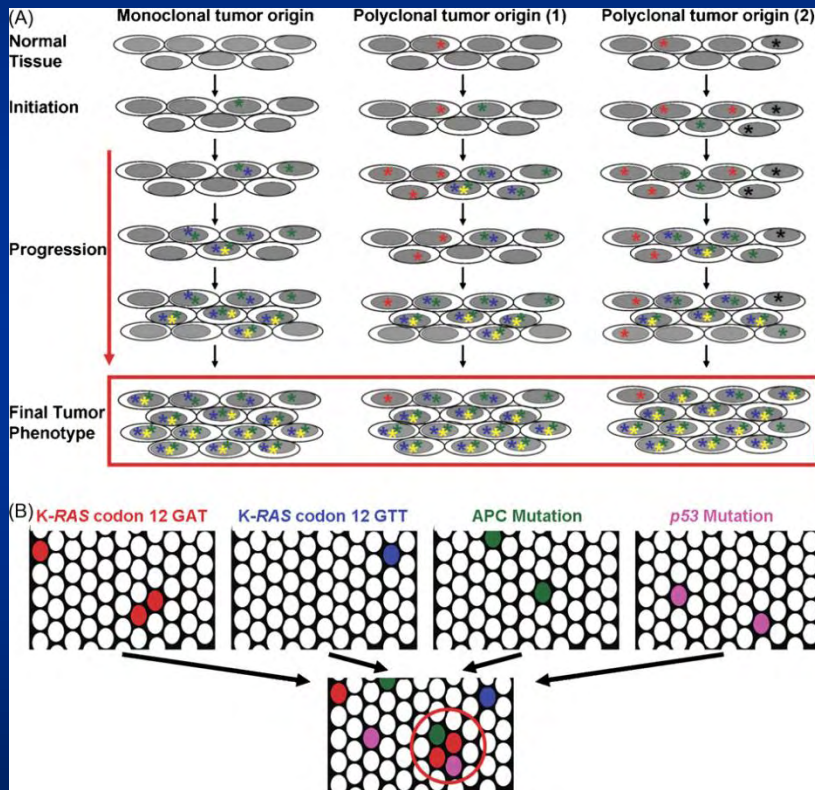 (A)
Monoclonal tumor origin
Polyclonal tumor origin (1)
Polyclonal tumor origin (2)
Normal
Tissue
Initiation
Progression
Final Tumor
Phenotype
(B)
K-RAS codon 12 GAT
K-RAS codon 12 GTT
APC Mutation
p53 Mutation